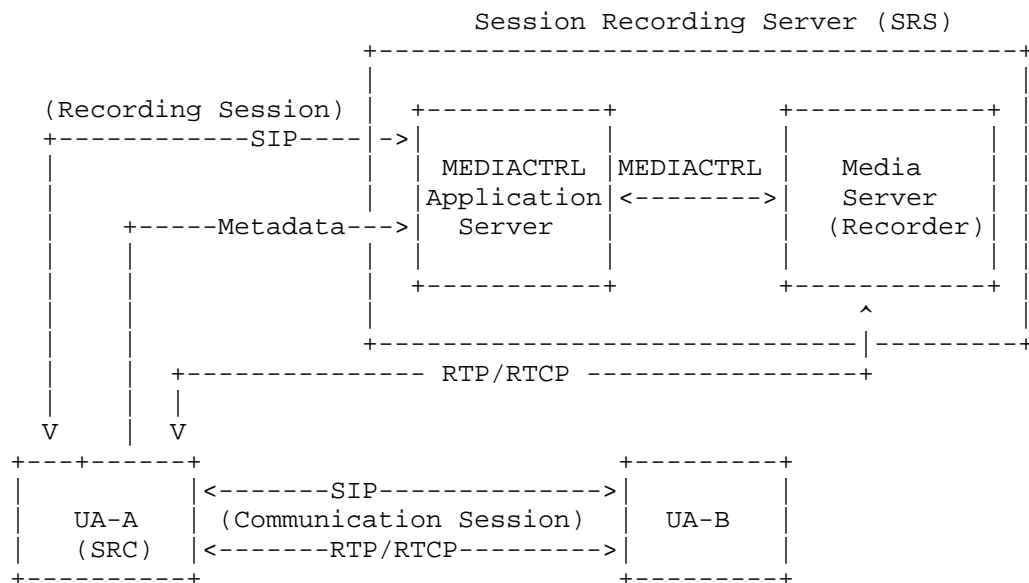 Session Recording Server (SRS)
(Recording Session)
SIP
MEDIACTRL MEDIACTRL Media
Application Server
Metadata Server (Recorder)
RTP/RTCP
V V
SIP
UA-A (Communication Session) UA-B
(SRC) RTP/RTCP